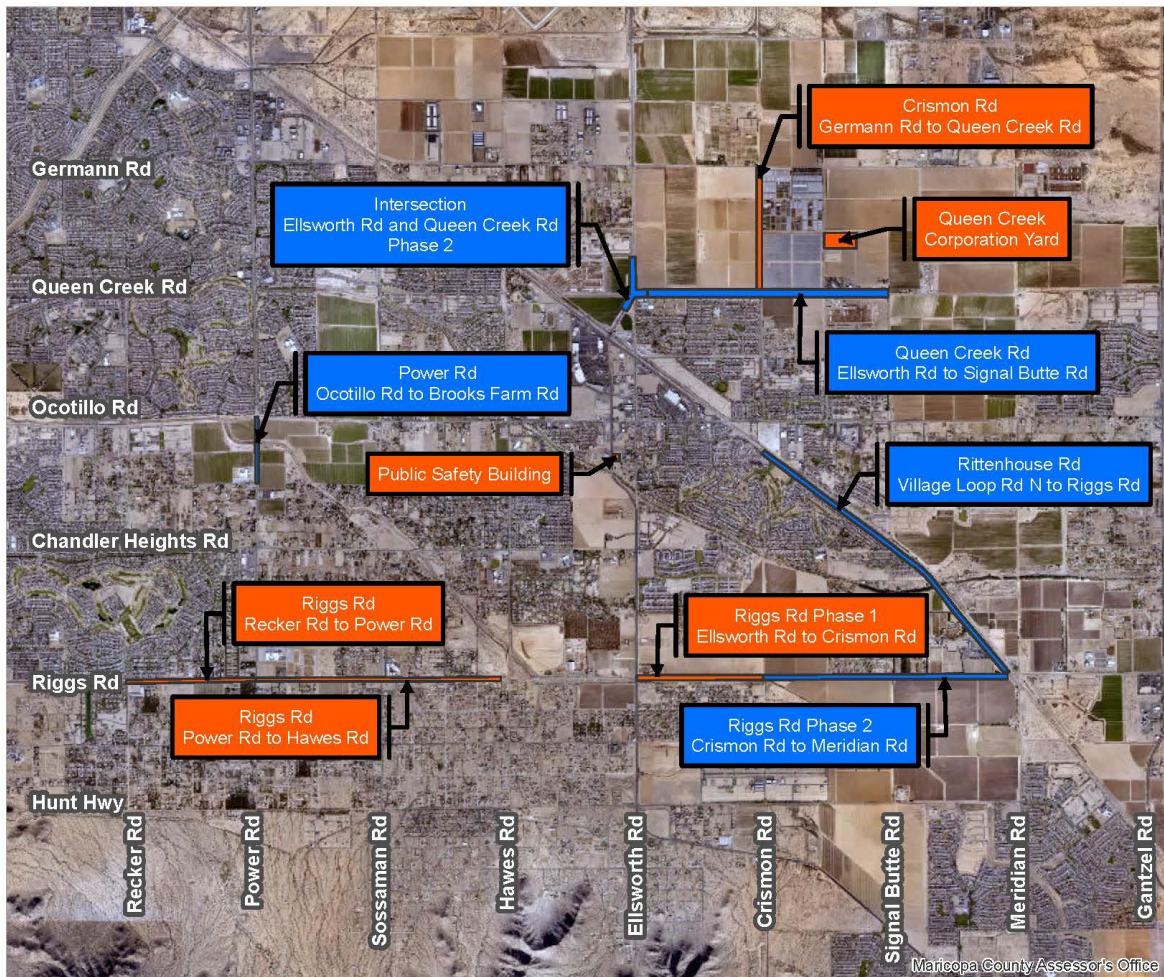 Crismon Rd
Germann Rd to Queen Creek Rd
Germann Rd
Intersection
Ellsworth Rd and Queen Creek Rd
Phase 2
Queen Creek
Corporation Yard
Queen Creek Rd
Power Rd
Ocotillo Rd to Brooks Farm Rd
Queen Creek Rd
Ellsworth Rd to Signal Butte Rd
Ocotillo Rd
Public Safety Building
Rittenhouse Rd
Village Loop Rd N to Riggs Rd
Chandler Heights Rd
Riggs Rd
Recker Rd to Power Rd
Riggs Rd Phase 1
Ellsworth Rd to Crismon Rd
Riggs Rd
Riggs Rd
Power Rd to Hawes Rd
Riggs Rd Phase 2
Crismon Rd to Meridian Rd
Hunt Hwy
Recker Rd
Power Rd
Sossaman Rd
Hawes Rd
Ellsworth Rd
Crismon Rd
Signal Butte Rd
Meridian Rd
Gantzel Rd
Maricopa County Assessor's Office